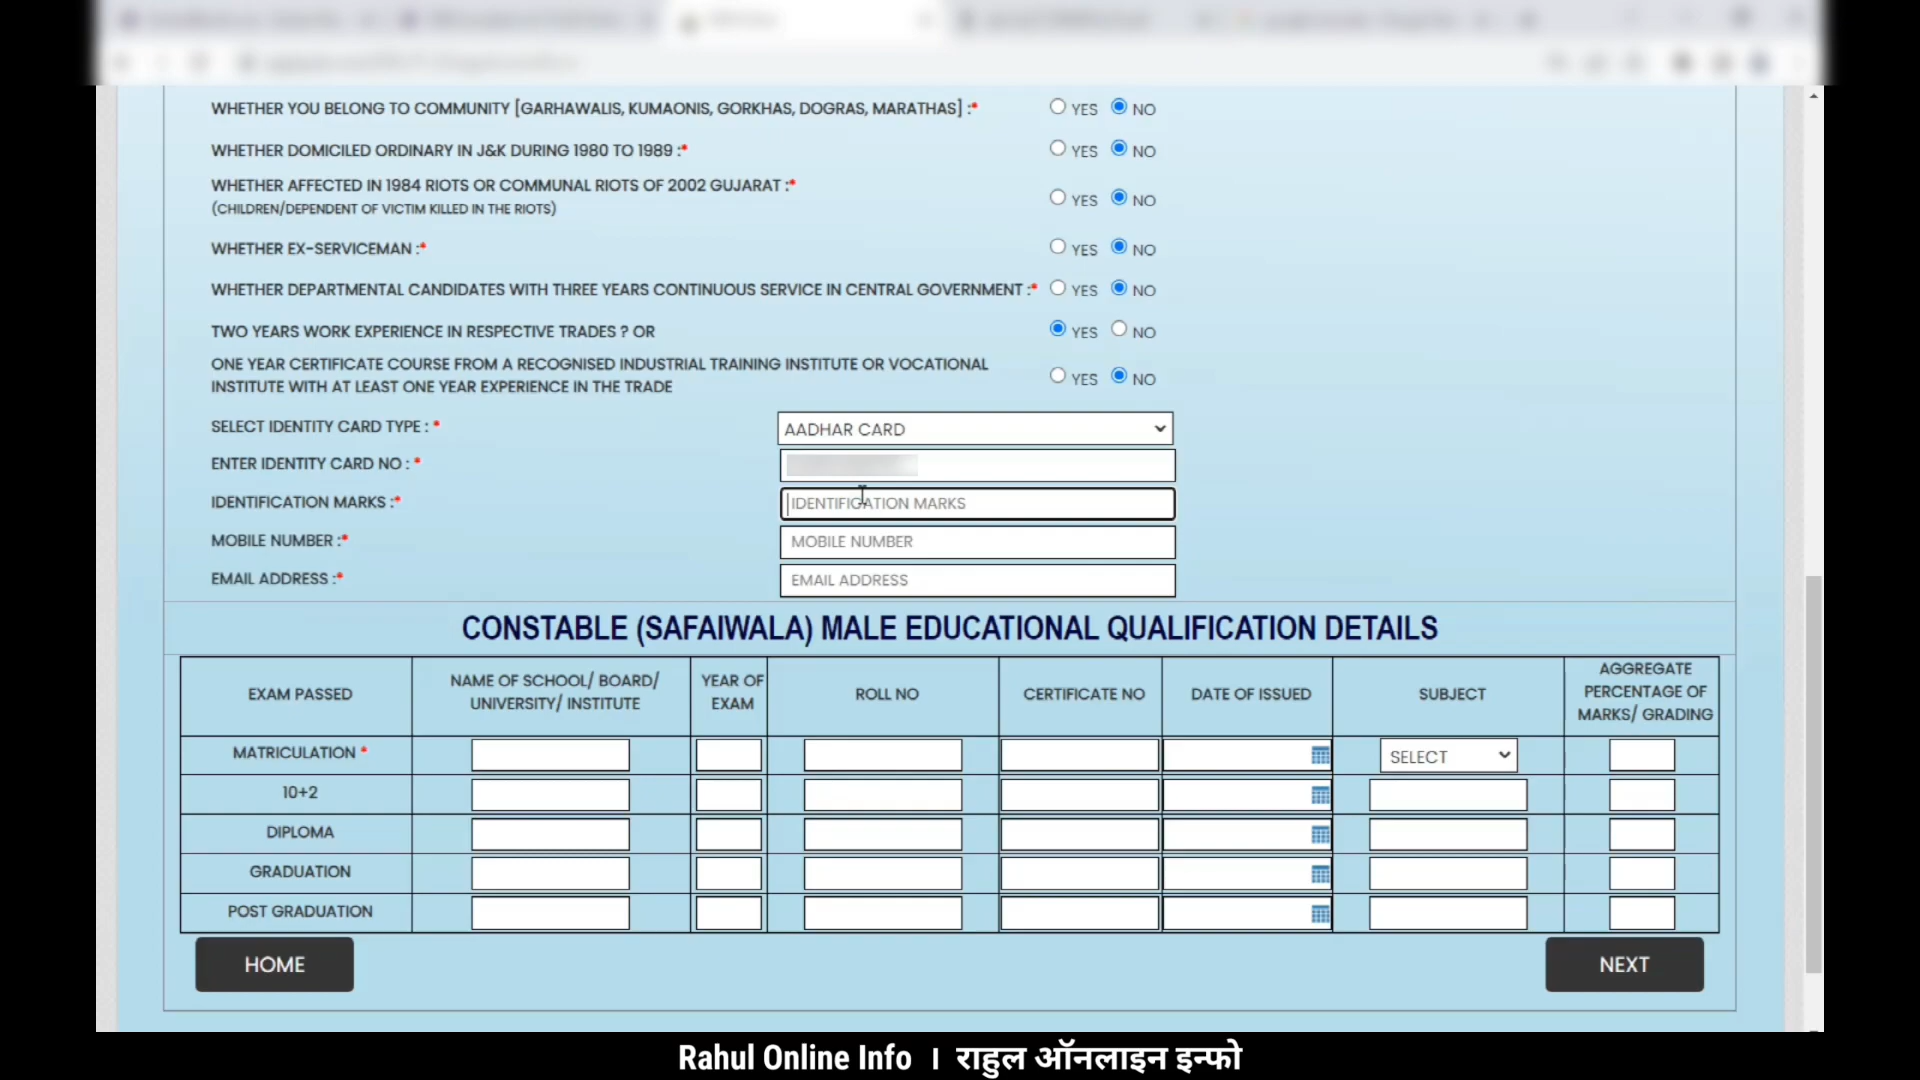 WHETHER YOU BELONG TO COMMUNITY [GARHAWALIS, KUMAONIS, GORKHAS, DOGRAS, MARATHAS] :* YES NO
WHETHER DOMICILED ORDINARY IN J&K DURING 1980 TO 1989 :* YES NO
WHETHER AFFECTED IN 1984 RIOTS OR COMMUNAL RIOTS OF 2002 GUJARAT :*
(CHILDREN/DEPENDENT OF VICTIM KILLED IN THE RIOTS) YES NO
WHETHER EX-SERVICEMAN :* YES NO
WHETHER DEPARTMENTAL CANDIDATES WITH THREE YEARS CONTINUOUS SERVICE IN CENTRAL GOVERNMENT :* YES NO
TWO YEARS WORK EXPERIENCE IN RESPECTIVE TRADES ? OR YES NO
ONE YEAR CERTIFICATE COURSE FROM A RECOGNISED INDUSTRIAL TRAINING INSTITUTE OR VOCATIONAL
INSTITUTE WITH AT LEAST ONE YEAR EXPERIENCE IN THE TRADE YES NO
SELECT IDENTITY CARD TYPE : * AADHAR CARD
ENTER IDENTITY CARD NO : *
IDENTIFICATION MARKS :* IDENTIFICATION MARKS
MOBILE NUMBER :* MOBILE NUMBER
EMAIL ADDRESS :* EMAIL ADDRESS
CONSTABLE (SAFAIWALA) MALE EDUCATIONAL QUALIFICATION DETAILS
EXAM PASSED
NAME OF SCHOOL/ BOARD/
UNIVERSITY/ INSTITUTE
YEAR OF
EXAM
ROLL NO
CERTIFICATE NO
DATE OF ISSUED
SUBJECT
AGGREGATE
PERCENTAGE OF
MARKS/ GRADING
MATRICULATION * SELECT
10+2
DIPLOMA
GRADUATION
POST GRADUATION
HOME NEXT
Rahul Online Info । राहुल ऑनलाइन इन्फो